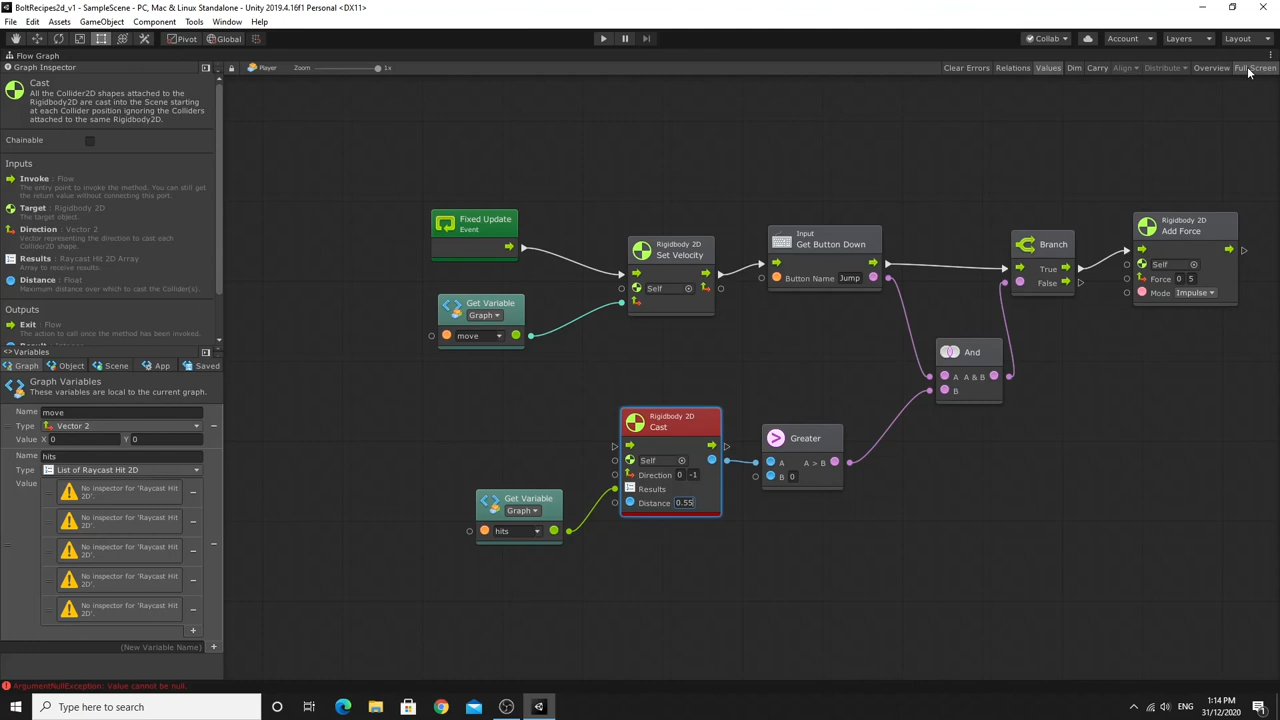 BoltRecipes2d_v1 - SampleScene - PC, Mac & Linux Standalone - Unity 2019.4.16f1 Personal <DX11>
File Edit Assets GameObject Component Tools Window Help
Pivot Global Collab Account Layers Layout
Flow Graph
Graph Inspector Player Zoom 1x Clear Errors Relations Values Dim Carry Align Distribute Overview Full Screen
Cast
All the Collider2D shapes attached to the
Rigidbody2D are cast into the Scene starting
at each Collider position ignoring the Colliders
attached to the same Rigidbody2D.
Chainable
Inputs
Invoke : Flow
The entry point to invoke the method. You can still get
the return value without connecting this port.
Target : Rigidbody 2D
The target object.
Direction : Vector 2
Vector representing the direction to cast each
Collider2D shape.
Results : Raycast Hit 2D Array
Array to receive results.
Distance : Float
Maximum distance over which to cast the Collider(s).
Outputs
Exit : Flow
The action to call once the method has been invoked.
Variables
Graph Object Scene App Saved
Graph Variables
These variables are local to the current graph.
Name move
Type Vector 2
Value X 0 Y 0
Name hits
Type List of Raycast Hit 2D
Value
No inspector for 'Raycast Hit
2D'.
No inspector for 'Raycast Hit
2D'.
No inspector for 'Raycast Hit
2D'.
No inspector for 'Raycast Hit
2D'.
No inspector for 'Raycast Hit
2D'.
(New Variable Name)
Fixed Update
Event
Get Variable
Graph
move
Rigidbody 2D
Set Velocity
Self
Input
Get Button Down
Button Name Jump
Branch
True
False
Rigidbody 2D
Add Force
Self
Force 0 5
Mode Impulse
And
A A & B
B
Rigidbody 2D
Cast
Self
Direction 0 -1
Results
Distance 0.55
Greater
A A > B
B 0
Get Variable
Graph
hits
ArgumentNullException: Value cannot be null.
Type here to search
ENG
1:14 PM
31/12/2020
1